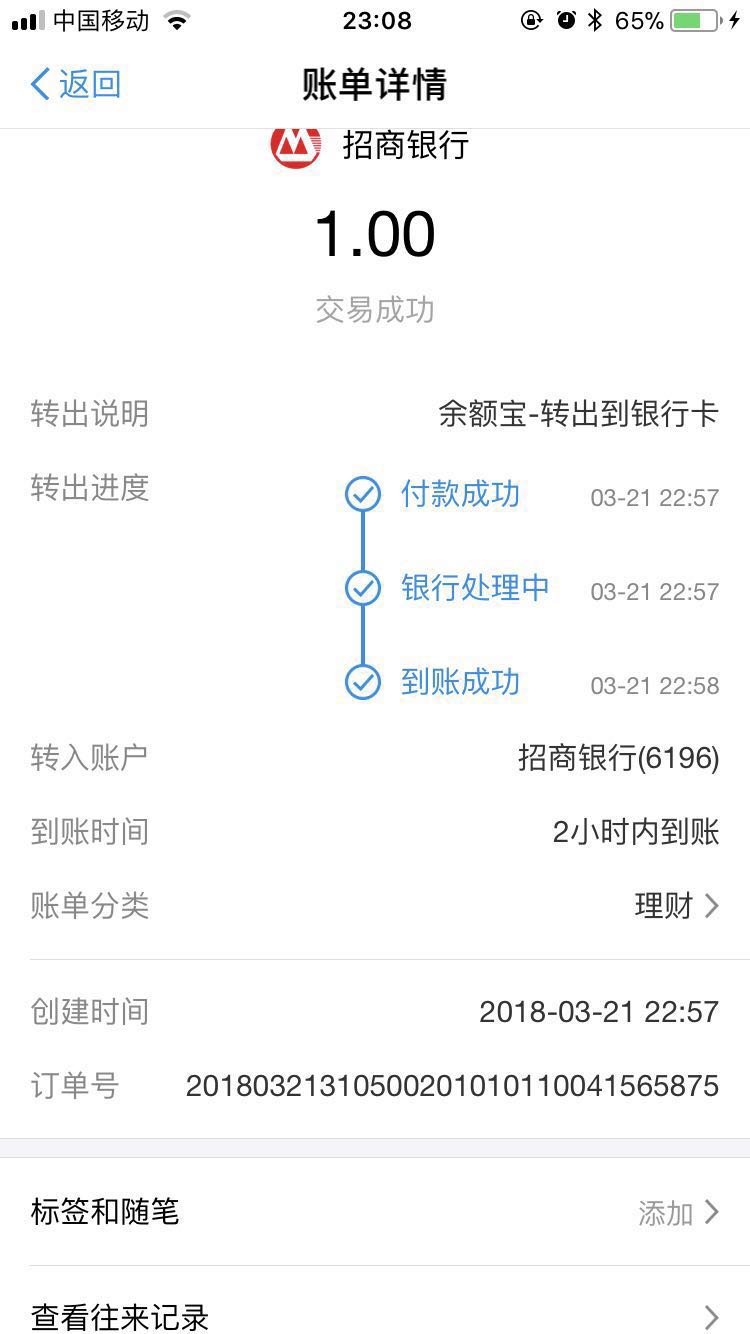 中国移动 23:08 65%
返回 账单详情
招商银行
1.00
交易成功
转出说明 余额宝-转出到银行卡
转出进度 付款成功 03-21 22:57
银行处理中 03-21 22:57
到账成功 03-21 22:58
转入账户 招商银行(6196)
到账时间 2小时内到账
账单分类 理财
创建时间 2018-03-21 22:57
订单号 20180321310500201010110041565875
标签和随笔 添加
查看往来记录